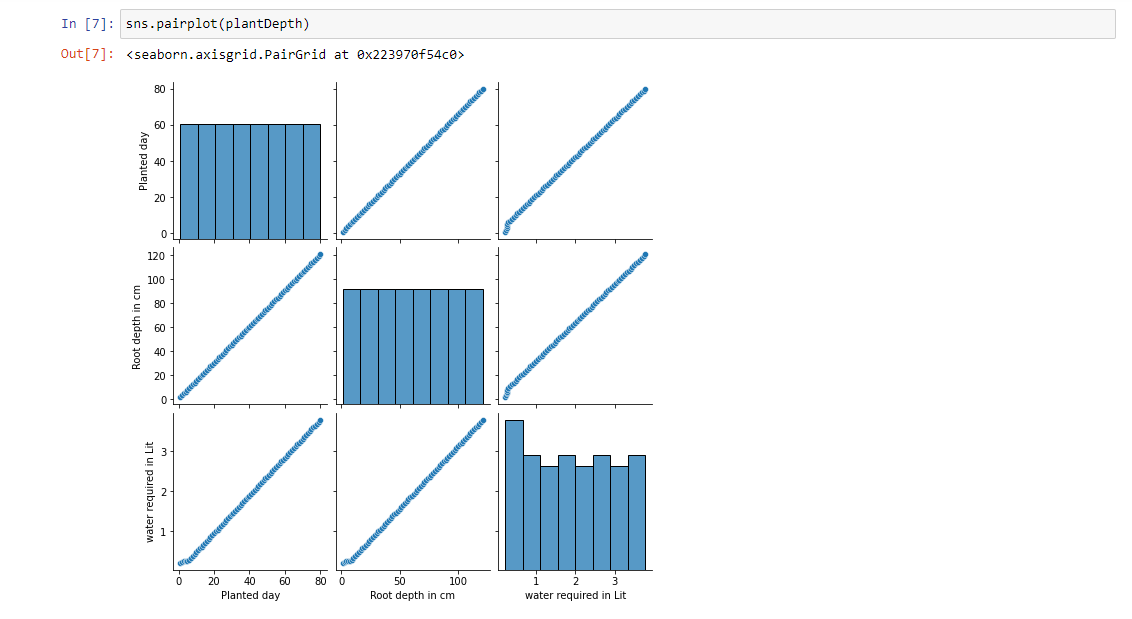 In [7]: sns.pairplot(plantDepth)
Out[7]: <seaborn.axisgrid.PairGrid at 0x223970f54c0>
80
60
40
20
0
Planted day
120
100
80
60
40
20
0
Root depth in cm
3
2
1
water required in Lit
0 20 40 60 80
0 50 100
1 2 3
Planted day
Root depth in cm
water required in Lit